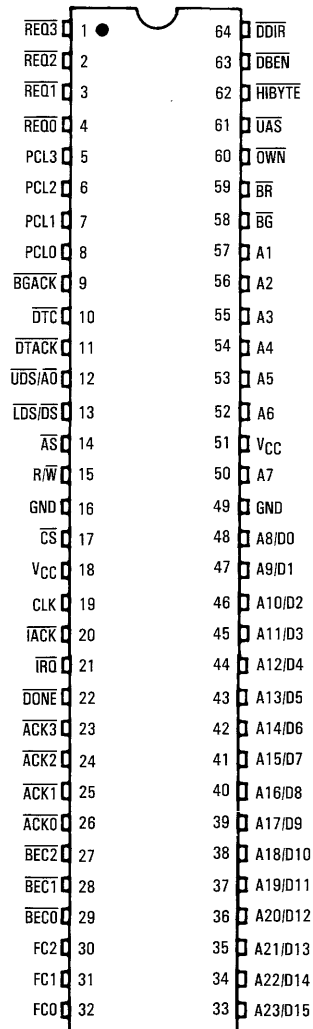 REQ3 1 64 DDIR
REQ2 2 63 DBEN
REQ1 3 62 HIBYTE
REQ0 4 61 UAS
PCL3 5 60 OWN
PCL2 6 59 BR
PCL1 7 58 BG
PCL0 8 57 A1
BGACK 9 56 A2
DTC 10 55 A3
DTACK 11 54 A4
UDS/A0 12 53 A5
LDS/DS 13 52 A6
AS 14 51 VCC
R/W 15 50 A7
GND 16 49 GND
CS 17 48 A8/D0
VCC 18 47 A9/D1
CLK 19 46 A10/D2
IACK 20 45 A11/D3
IRQ 21 44 A12/D4
DONE 22 43 A13/D5
ACK3 23 42 A14/D6
ACK2 24 41 A15/D7
ACK1 25 40 A16/D8
ACK0 26 39 A17/D9
BEC2 27 38 A18/D10
BEC1 28 37 A19/D11
BEC0 29 36 A20/D12
FC2 30 35 A21/D13
FC1 31 34 A22/D14
FC0 32 33 A23/D15